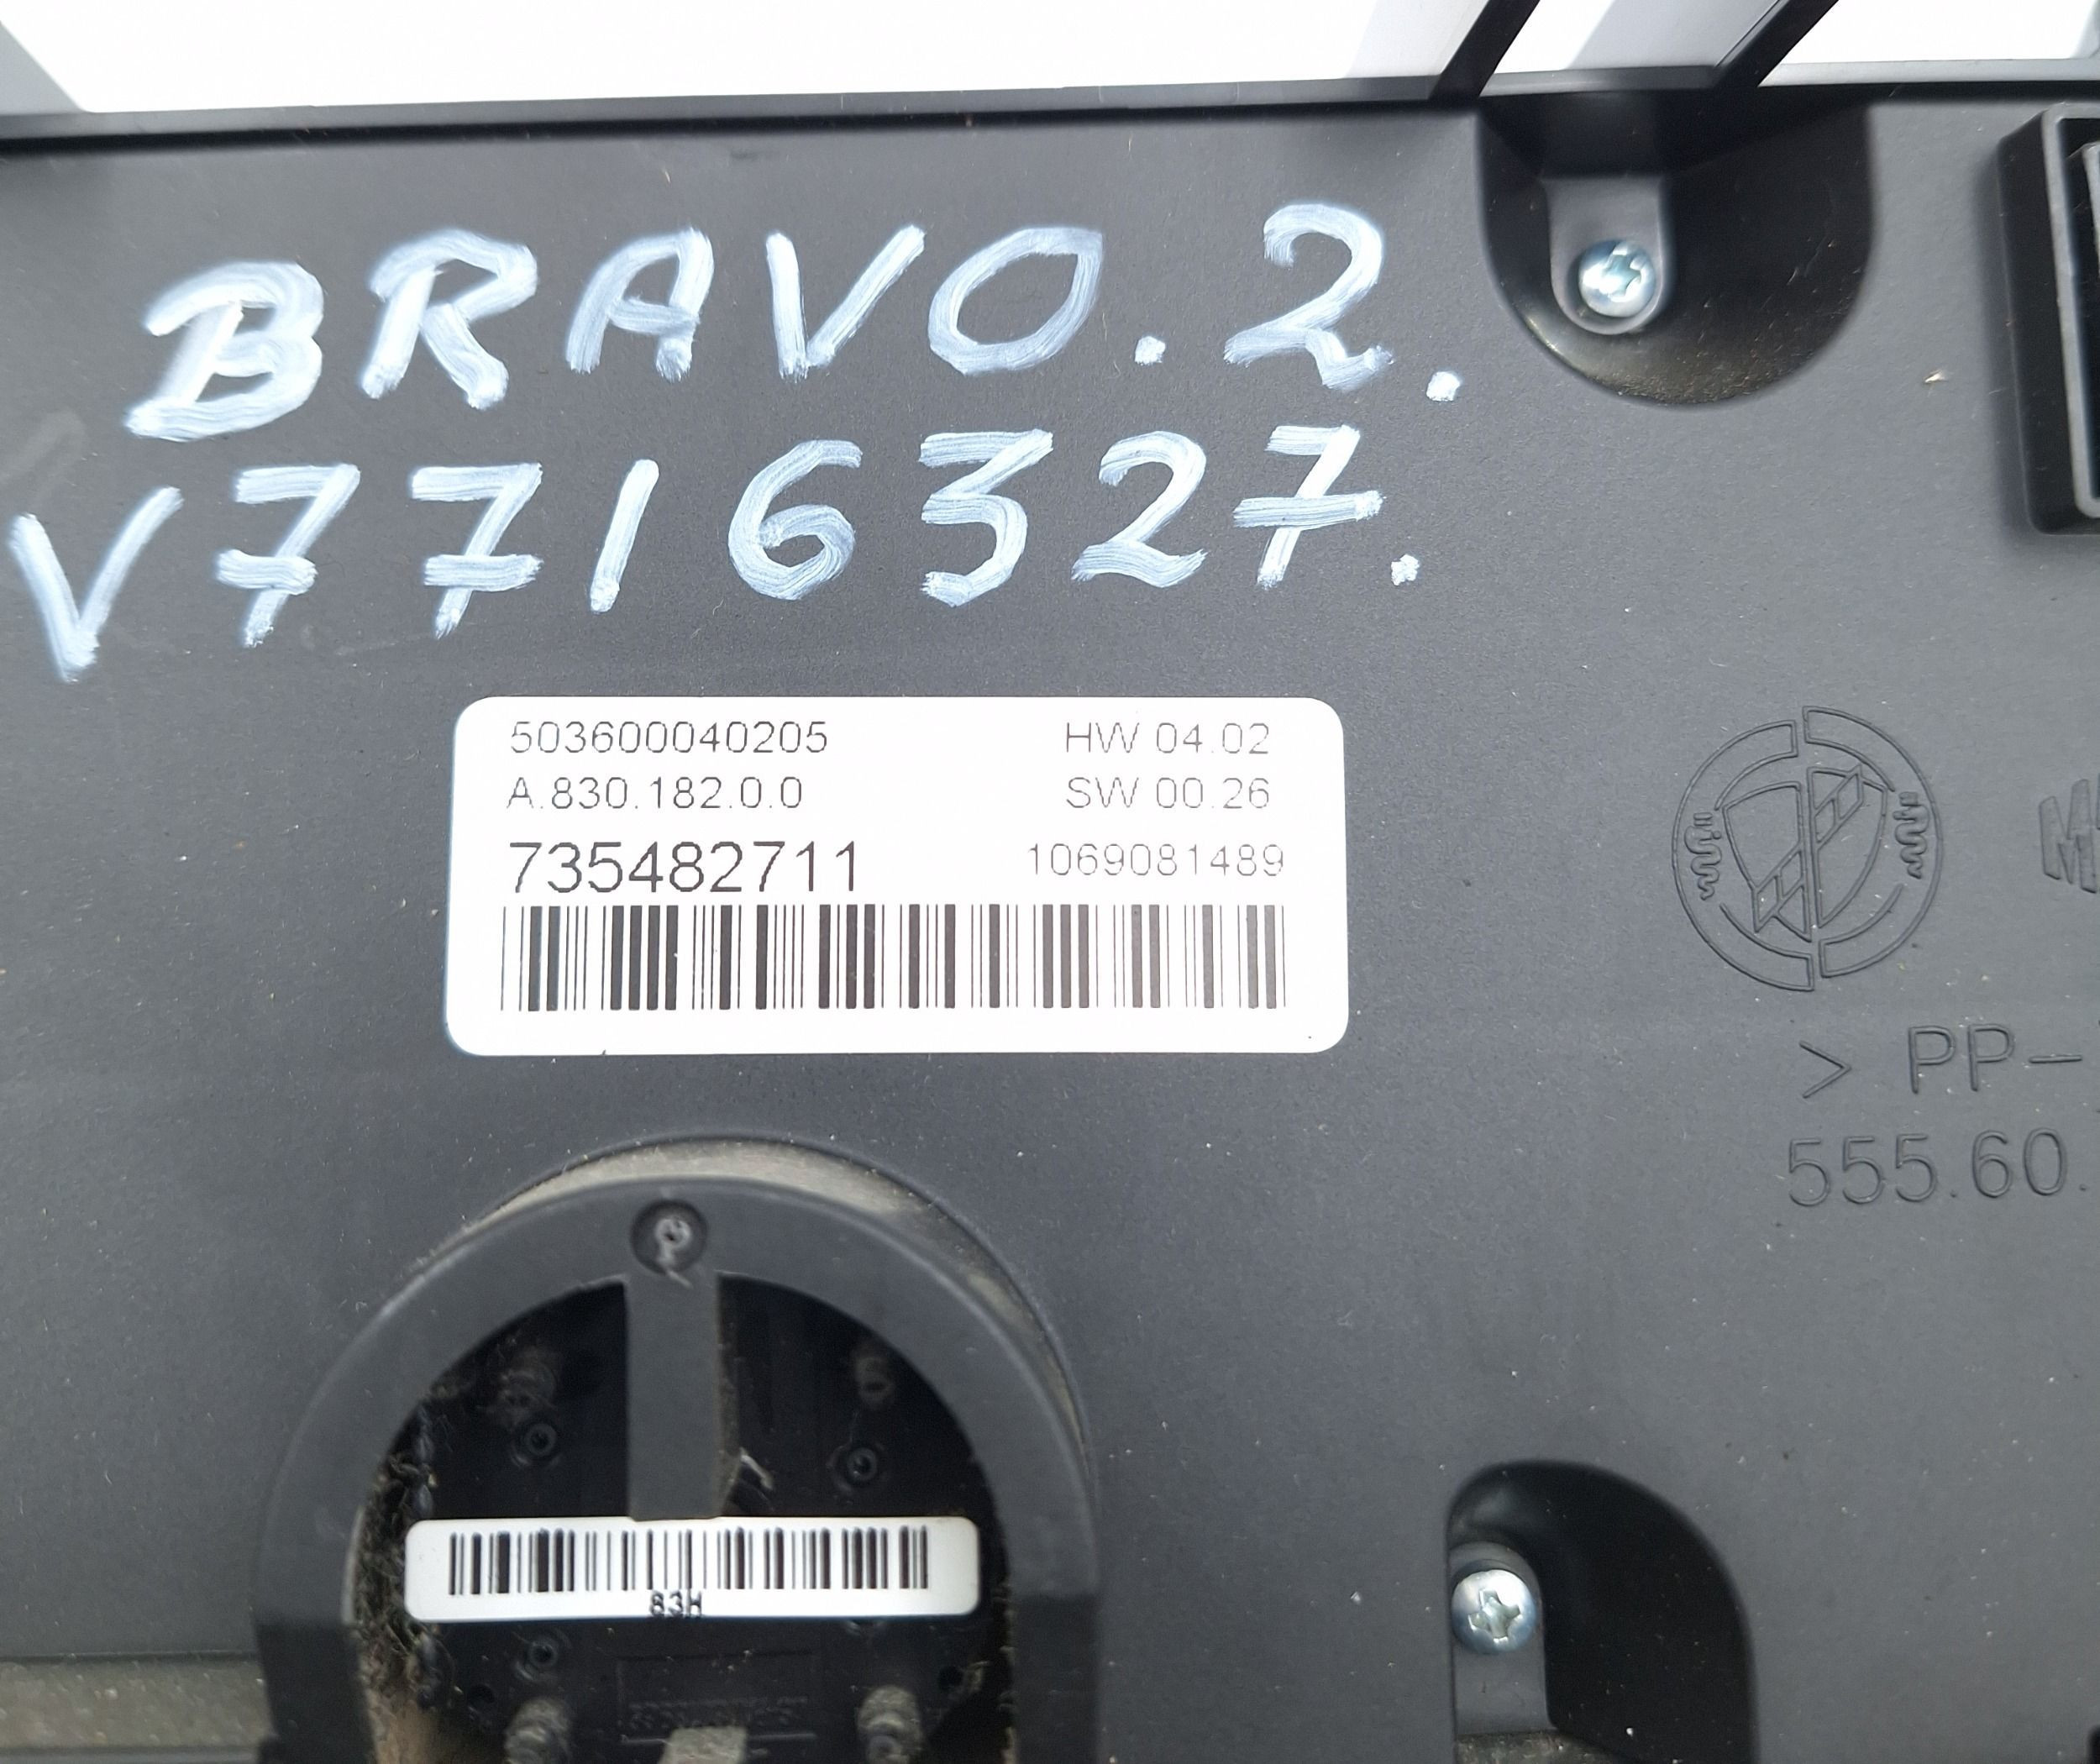 BRAVO.2.
V7716327.
503600040205 HW 04.02
A.830.182.0.0 SW 00.26
735482711 1069081489
> PP-
555.60.
83H